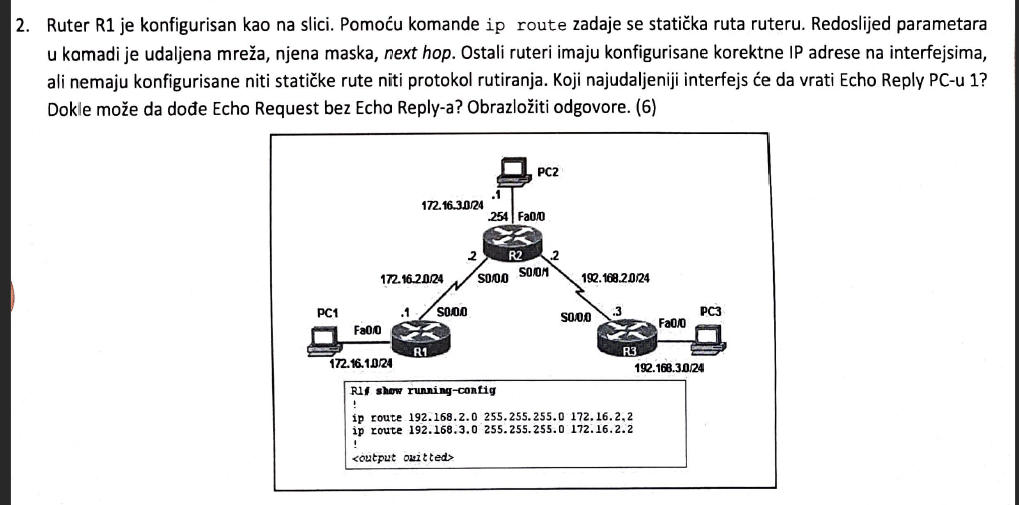 2. Ruter R1 je konfigurisan kao na slici. Pomoću komande ip route zadaje se statička ruta ruteru. Redoslijed parametara
u komadi je udaljena mreža, njena maska, next hop. Ostali ruteri imaju konfigurisane korektne IP adrese na interfejsima,
ali nemaju konfigurisane niti statičke rute niti protokol rutiranja. Koji najudaljeniji interfejs će da vrati Echo Reply PC-u 1?
Dokle može da dođe Echo Request bez Echo Reply-a? Obrazložiti odgovore. (6)
PC2
.1
172.16.3.0/24
.254 Fa0/0
.2 R2 .2
S0/0/1
172.16.2.0/24 S0/0/0 192.168.2.0/24
PC1 .1 S0/0/0 S0/0/0 .3 PC3
Fa0/0 Fa0/0
R1 R3
172.16.1.0/24 192.168.3.0/24
R1# show running-config
!
ip route 192.168.2.0 255.255.255.0 172.16.2.2
ip route 192.168.3.0 255.255.255.0 172.16.2.2
!
<output omitted>